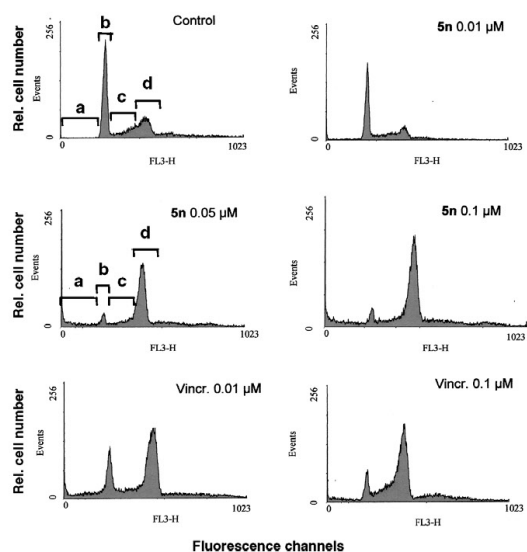 Control
Rel. cell number
Events
256
0
a
b
c
d
0
1023
FL3-H
5n 0.01 µM
Events
256
0
0
1023
FL3-H
5n 0.05 µM
Rel. cell number
Events
256
0
a
b
c
d
0
1023
FL3-H
5n 0.1 µM
Events
256
0
0
1023
FL3-H
Vincr. 0.01 µM
Rel. cell number
Events
256
0
0
1023
FL3-H
Vincr. 0.1 µM
Events
256
0
0
1023
FL3-H
Fluorescence channels